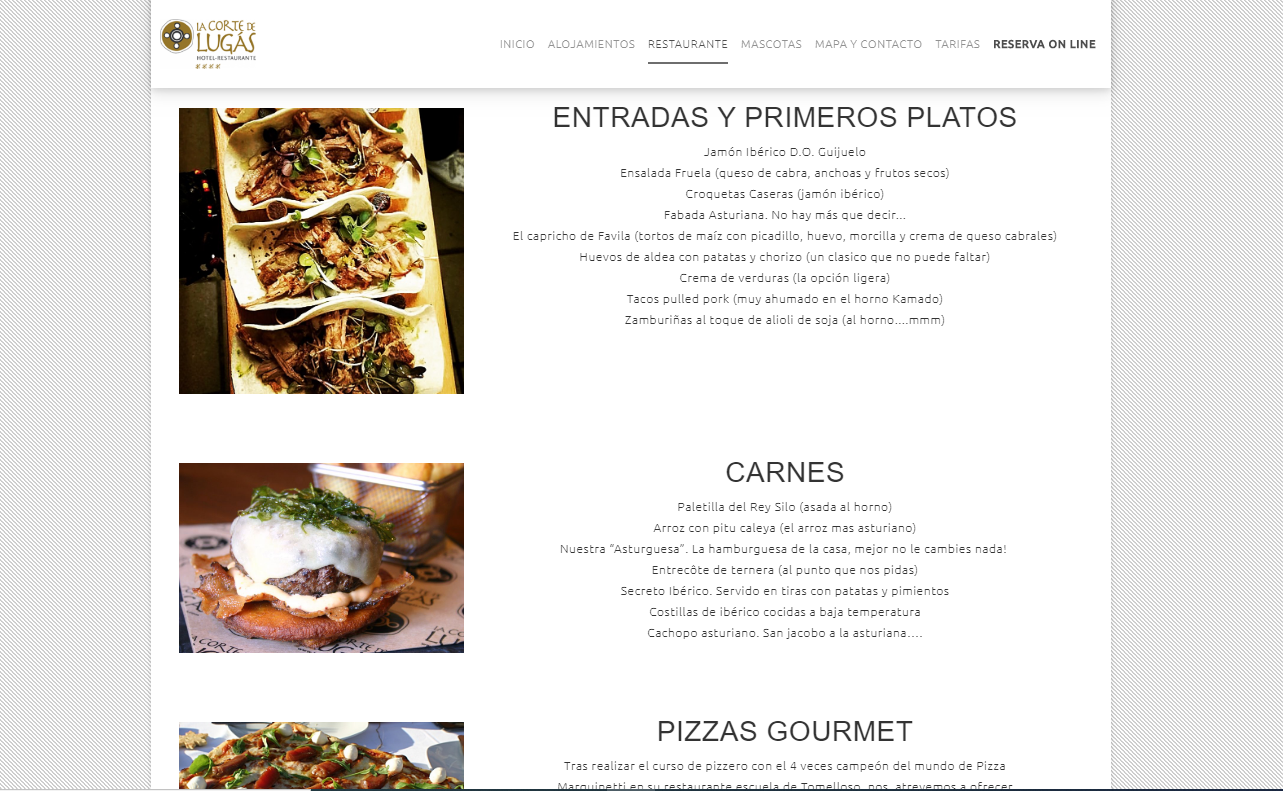 LA CORTE DE
LUGÁS
HOTEL-RESTAURANTE
INICIO ALOJAMIENTOS RESTAURANTE MASCOTAS MAPA Y CONTACTO TARIFAS RESERVA ON LINE
ENTRADAS Y PRIMEROS PLATOS
Jamón Ibérico D.O. Guijuelo
Ensalada Fruela (queso de cabra, anchoas y frutos secos)
Croquetas Caseras (jamón ibérico)
Fabada Asturiana. No hay más que decir...
El capricho de Favila (tortos de maíz con picadillo, huevo, morcilla y crema de queso cabrales)
Huevos de aldea con patatas y chorizo (un clasico que no puede faltar)
Crema de verduras (la opción ligera)
Tacos pulled pork (muy ahumado en el horno Kamado)
Zamburiñas al toque de alioli de soja (al horno....mmm)
CARNES
Paletilla del Rey Silo (asada al horno)
Arroz con pitu caleya (el arroz mas asturiano)
Nuestra “Asturguesa”. La hamburguesa de la casa, mejor no le cambies nada!
Entrecôte de ternera (al punto que nos pidas)
Secreto Ibérico. Servido en tiras con patatas y pimientos
Costillas de ibérico cocidas a baja temperatura
Cachopo asturiano. San jacobo a la asturiana....
LA CORTE DE
LUGÁS
PIZZAS GOURMET
Tras realizar el curso de pizzero con el 4 veces campeón del mundo de Pizza
Marquinetti en su restaurante escuela de Tomelloso, nos atrevemos a ofrecer